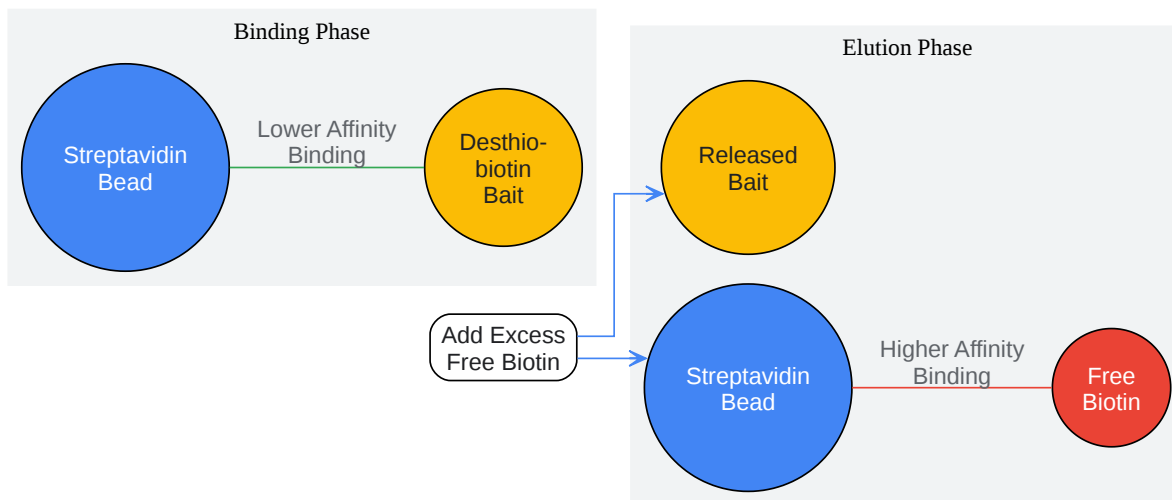 Binding Phase
Streptavidin
Bead
Lower Affinity
Binding
Desthio-
biotin
Bait
Add Excess
Free Biotin
Elution Phase
Released
Bait
Streptavidin
Bead
Higher Affinity
Binding
Free
Biotin